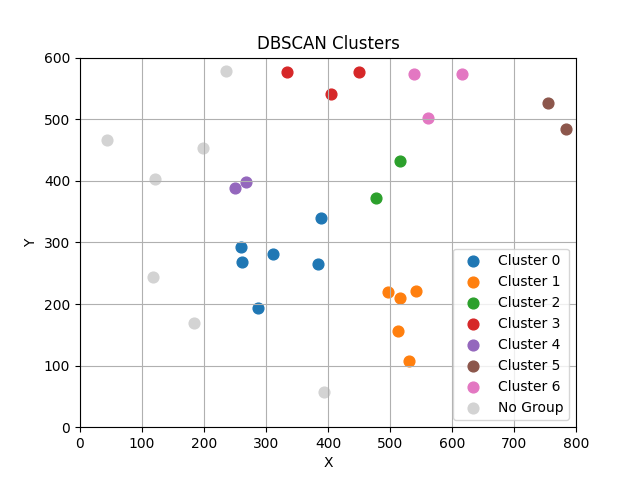 DBSCAN Clusters
Y
600
500
400
300
200
100
0
Cluster 0
Cluster 1
Cluster 2
Cluster 3
Cluster 4
Cluster 5
Cluster 6
No Group
0 100 200 300 400 500 600 700 800
X